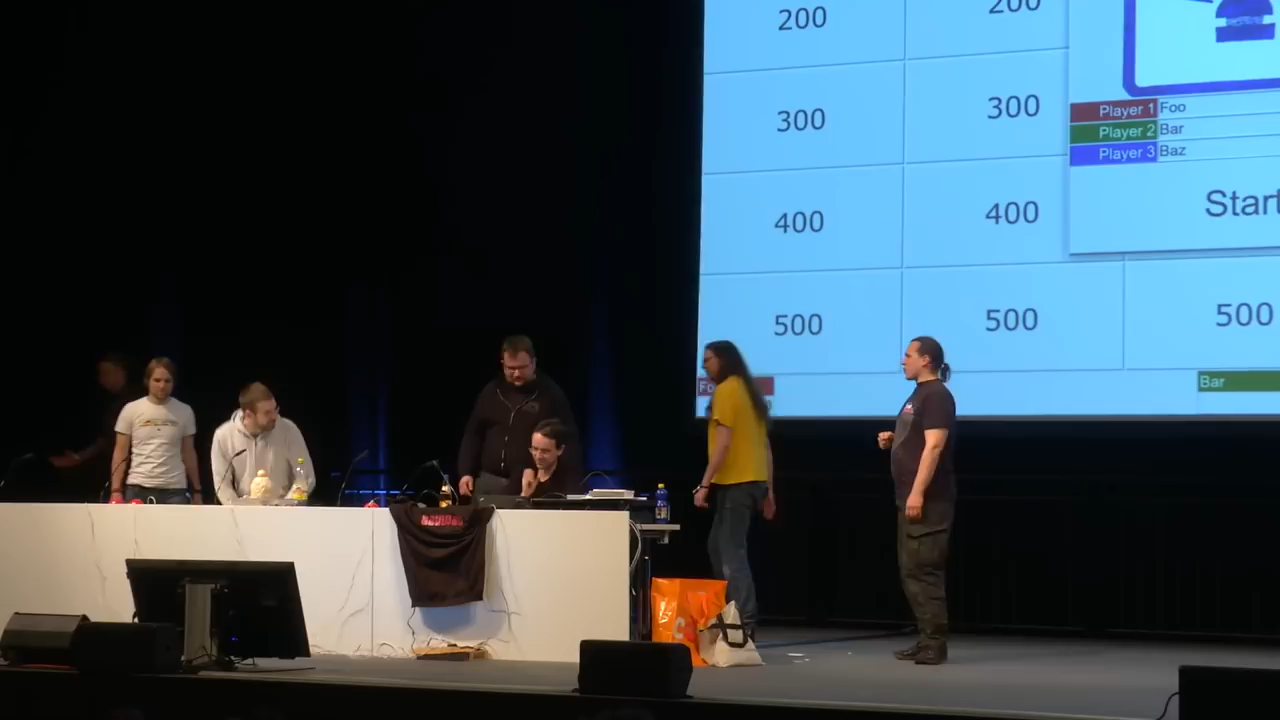 200
200
300
300
Player 1 Foo
Player 2 Bar
Player 3 Baz
400
400
Start
500
500
500
Bar